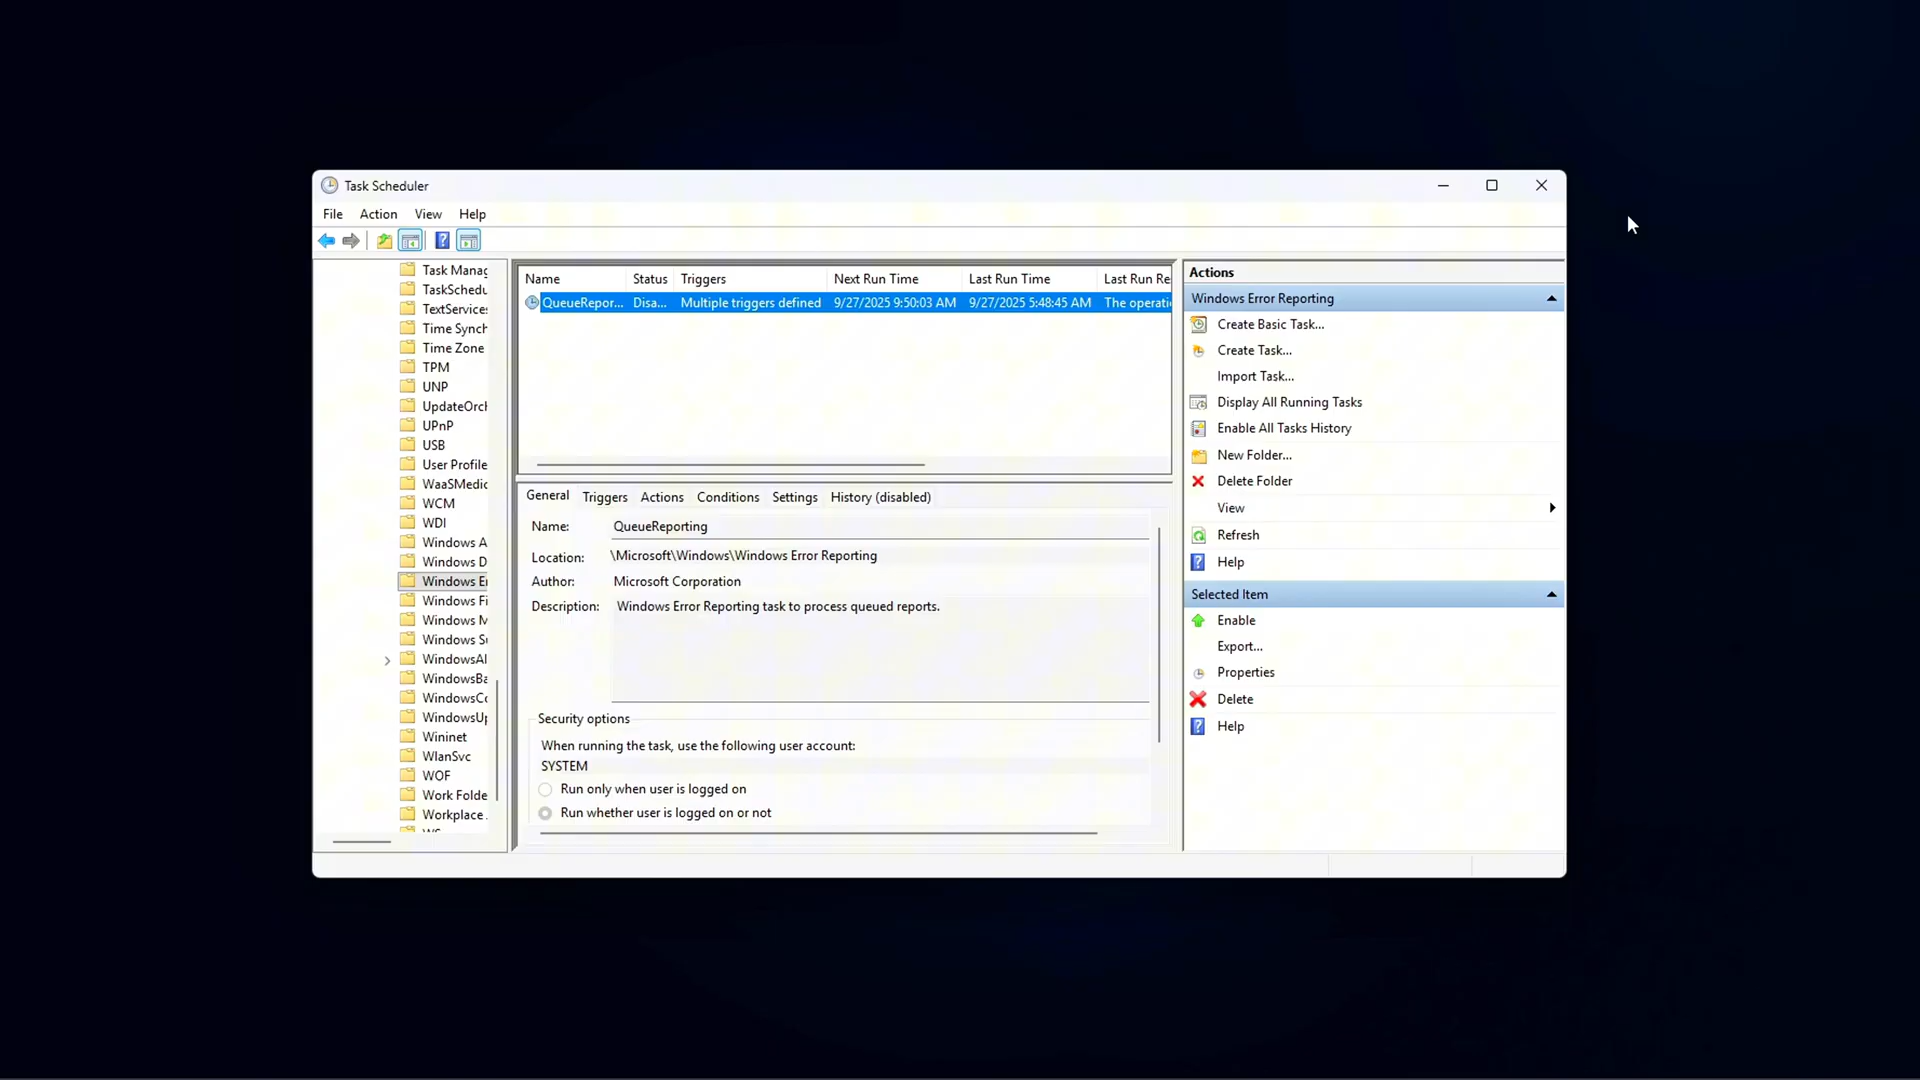 Task Scheduler
File Action View Help
Task Manag
TaskSchedu
TextServices
Time Synch
Time Zone
TPM
UNP
UpdateOrch
UPnP
USB
User Profile
WaaSMedic
WCM
WDI
Windows A
Windows D
Windows Er
Windows Fi
Windows M
Windows Su
WindowsAI
WindowsBa
WindowsCo
WindowsUp
Wininet
WlanSvc
WOF
Work Folde
Workplace
Name Status Triggers Next Run Time Last Run Time Last Run Re
QueueRepor... Disa... Multiple triggers defined 9/27/2025 9:50:03 AM 9/27/2025 5:48:45 AM The operati
General Triggers Actions Conditions Settings History (disabled)
Name: QueueReporting
Location: \Microsoft\Windows\Windows Error Reporting
Author: Microsoft Corporation
Description: Windows Error Reporting task to process queued reports.
Security options
When running the task, use the following user account:
SYSTEM
Run only when user is logged on
Run whether user is logged on or not
Actions
Windows Error Reporting
Create Basic Task...
Create Task...
Import Task...
Display All Running Tasks
Enable All Tasks History
New Folder...
Delete Folder
View
Refresh
Help
Selected Item
Enable
Export...
Properties
Delete
Help